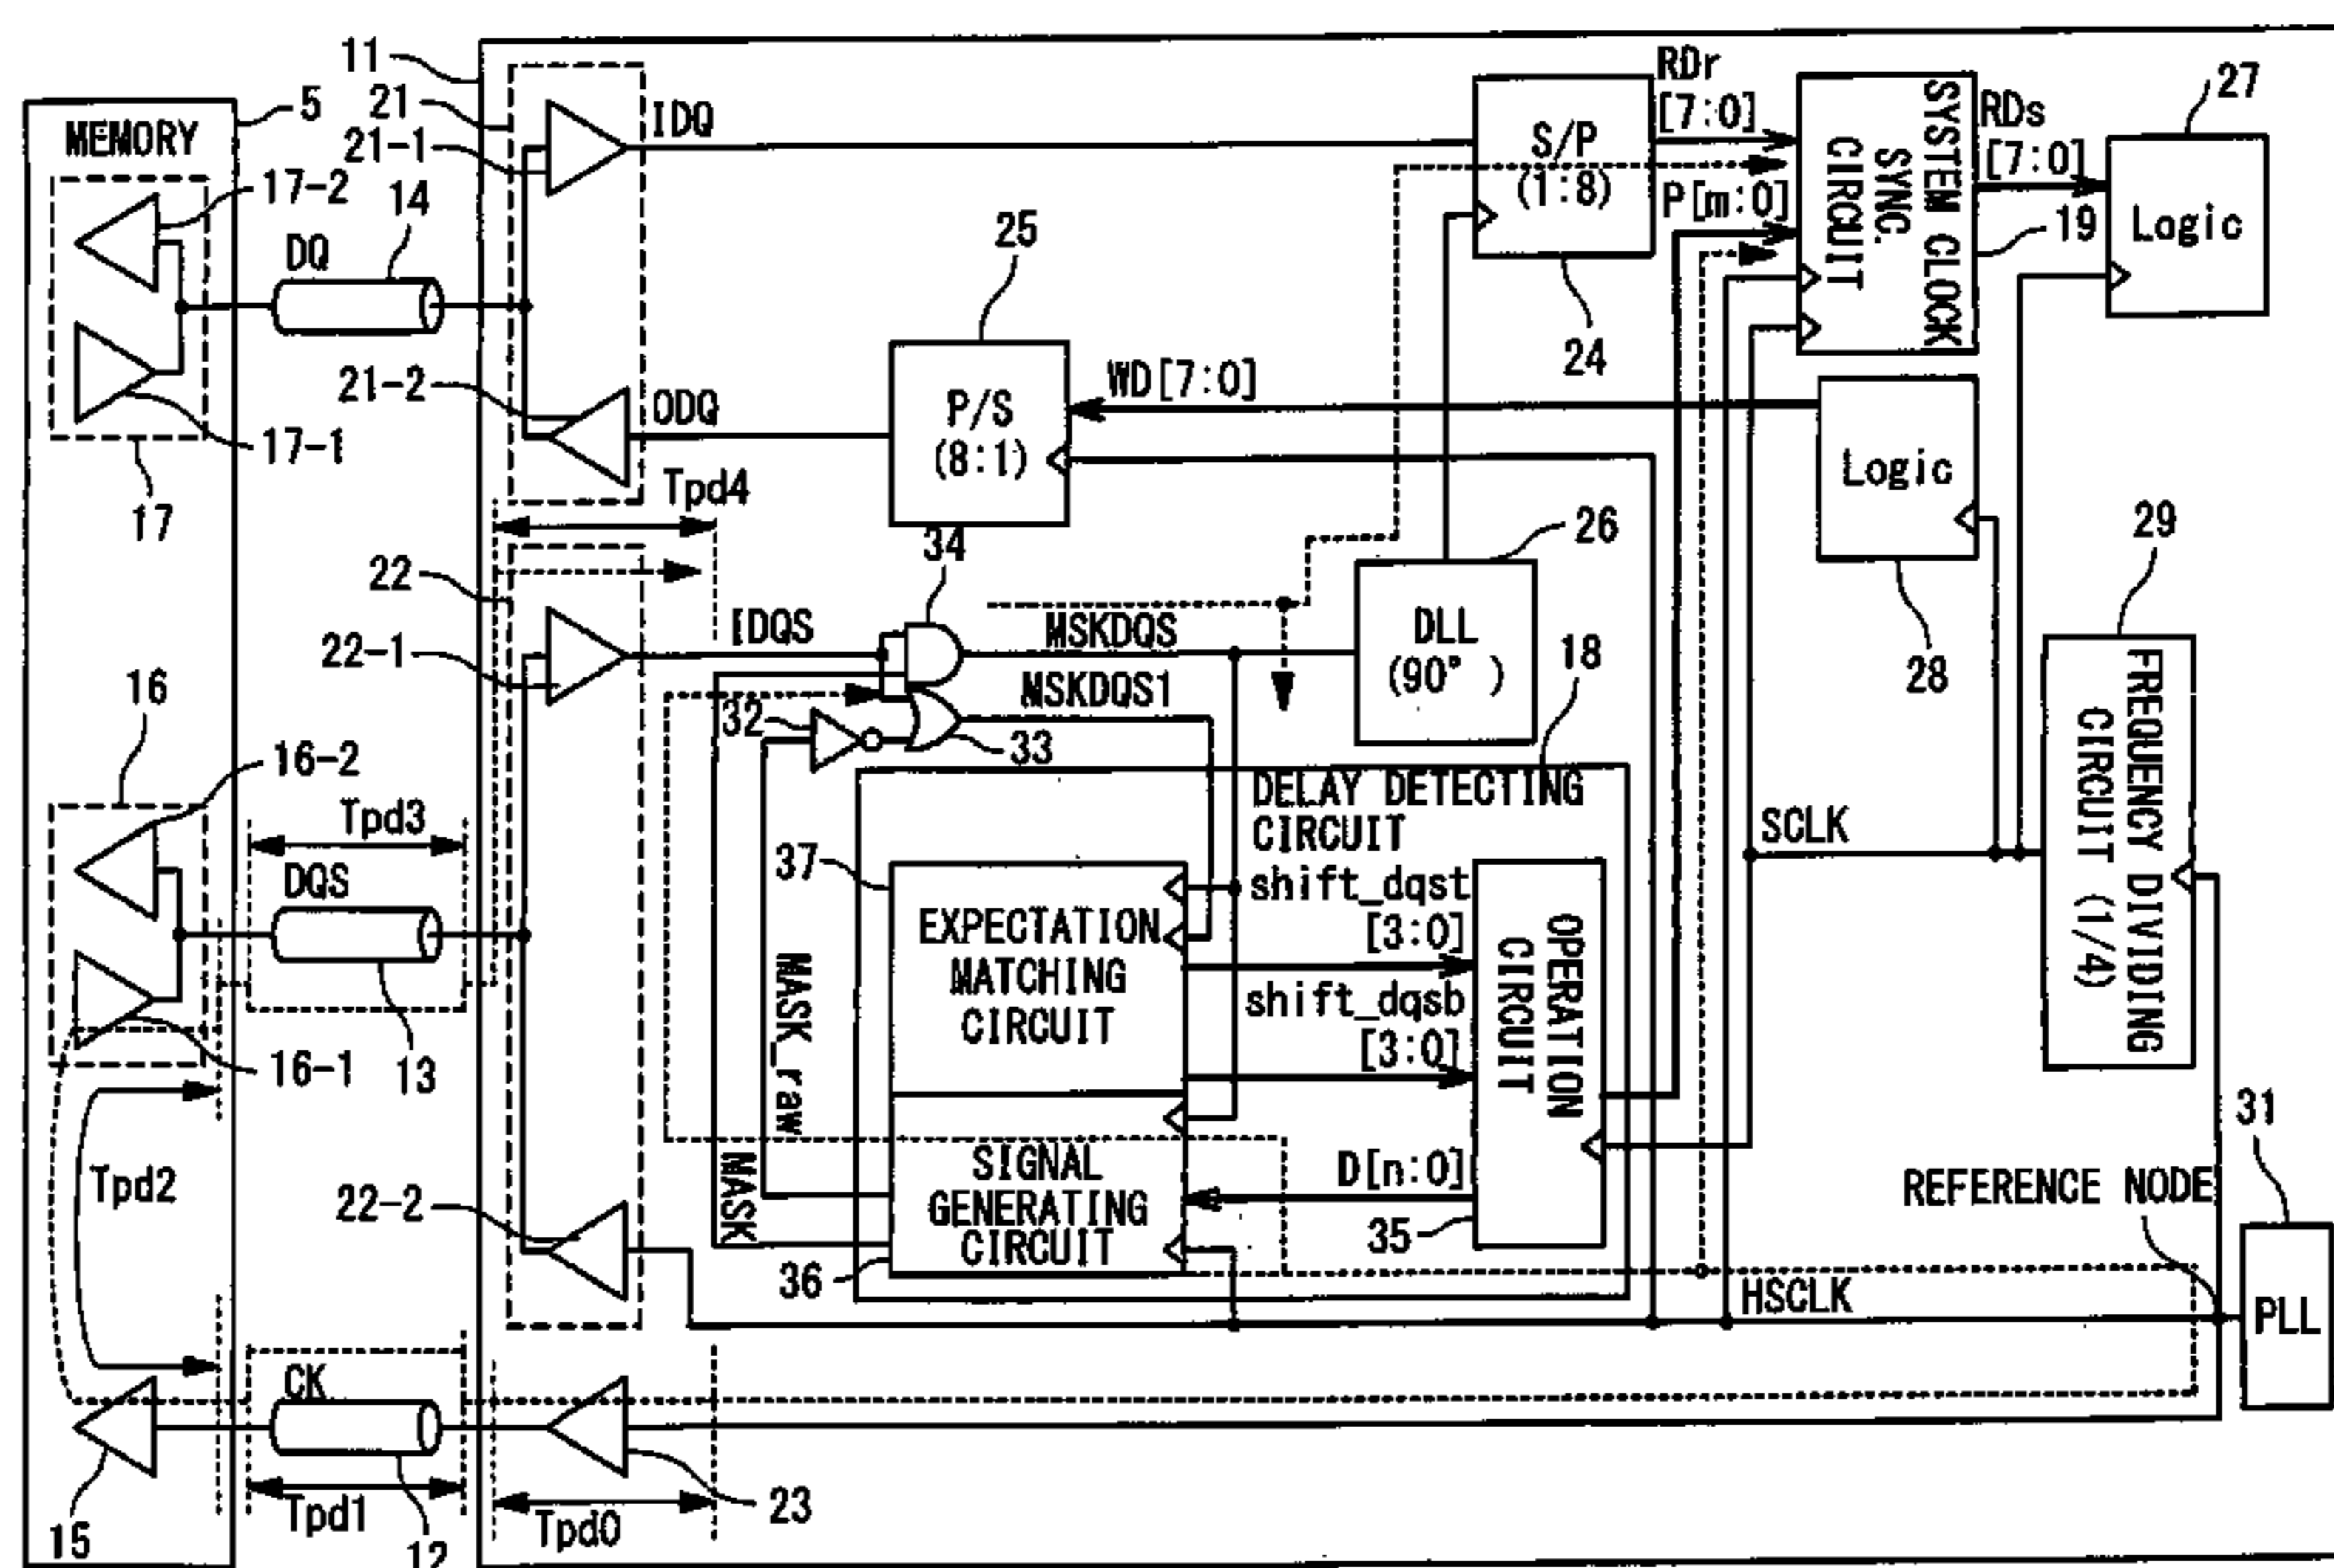 11
5
MEMORY
17-2
17-1
17
DQ
14
21
21-1
IDQ
21-2
ODQ
25
P/S
(8:1)
WD[7:0]
S/P
(1:8)
24
RDr
[7:0]
P[m:0]
SYSTEM CLOCK
SYNC.
CIRCUIT
19
RDs
[7:0]
27
Logic
Logic
28
29
FREQUENCY DIVIDING
CIRCUIT (1/4)
Tpd4
34
22
22-1
IDQS
MSKDQS
MSKDQS1
32
33
26
DLL
(90° )
18
DELAY DETECTING
CIRCUIT
16
16-2
16-1
Tpd3
DQS
13
37
EXPECTATION
MATCHING
CIRCUIT
shift_dqst
[3:0]
shift_dqsb
[3:0]
OPERATION
CIRCUIT
35
SCLK
MASK_raw
MASK
SIGNAL
GENERATING
CIRCUIT
36
D[n:0]
22-2
Tpd2
REFERENCE NODE
31
PLL
HSCLK
CK
15
Tpd1
12
Tpd0
23